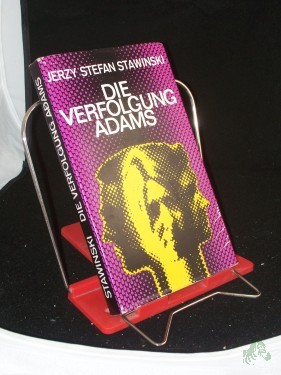 JERZY STEFAN STAWINSKI
DIE
VERFOLGUNG
ADAMS
STAWINSKI DIE VERFOLGUNG ADAMS